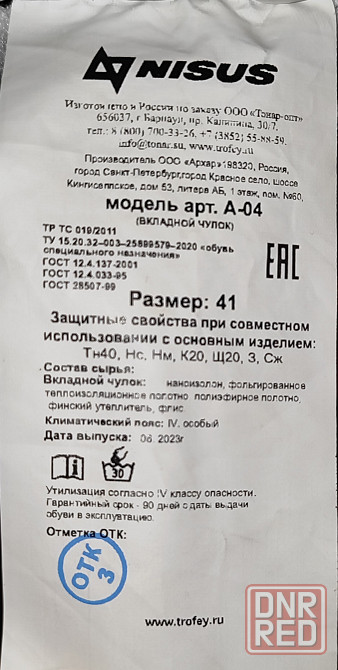 NISUS
Изготовлено в России по заказу ООО «Тонар-опт»
656037, г. Барнаул, пр. Калинина, 30/7.
тел.: 8 (800) 700-33-26, +7 (3852) 55-88-59.
info@tonar.su, www.trofey.ru
Производитель ООО «Архар»198320, Россия,
город Санкт-Петербург,город Красное село, шоссе
Кингисеппское, дом 53, литера АБ, 1 этаж, пом. №60,
модель арт. А-04
(ВКЛАДНОЙ ЧУЛОК)
ТР ТС 019/2011
ТУ 15.20.32-003-25899579-2020 «обувь
специального назначения»
ГОСТ 12.4.137-2001
ГОСТ 12.4.033-95
ГОСТ 28507-99
EAC
Размер: 41
Защитные свойства при совместном
использовании с основным изделием:
Тн40, Нс, Нм, К20, Щ20, З, Сж
Состав сырья:
Вкладной чулок: наноизолон, фольгированное
теплоизоляционное полотно, полиэфирное полотно,
финский утеплитель, флис
Климатический пояс: IV, особый
Дата выпуска: 06. 2023г
30
Утилизация согласно IV классу опасности.
Гарантийный срок - 90 дней с даты выдачи
обуви в эксплуатацию.
Отметка ОТК:
ОТК
3
www.trofey.ru
DNR
RED